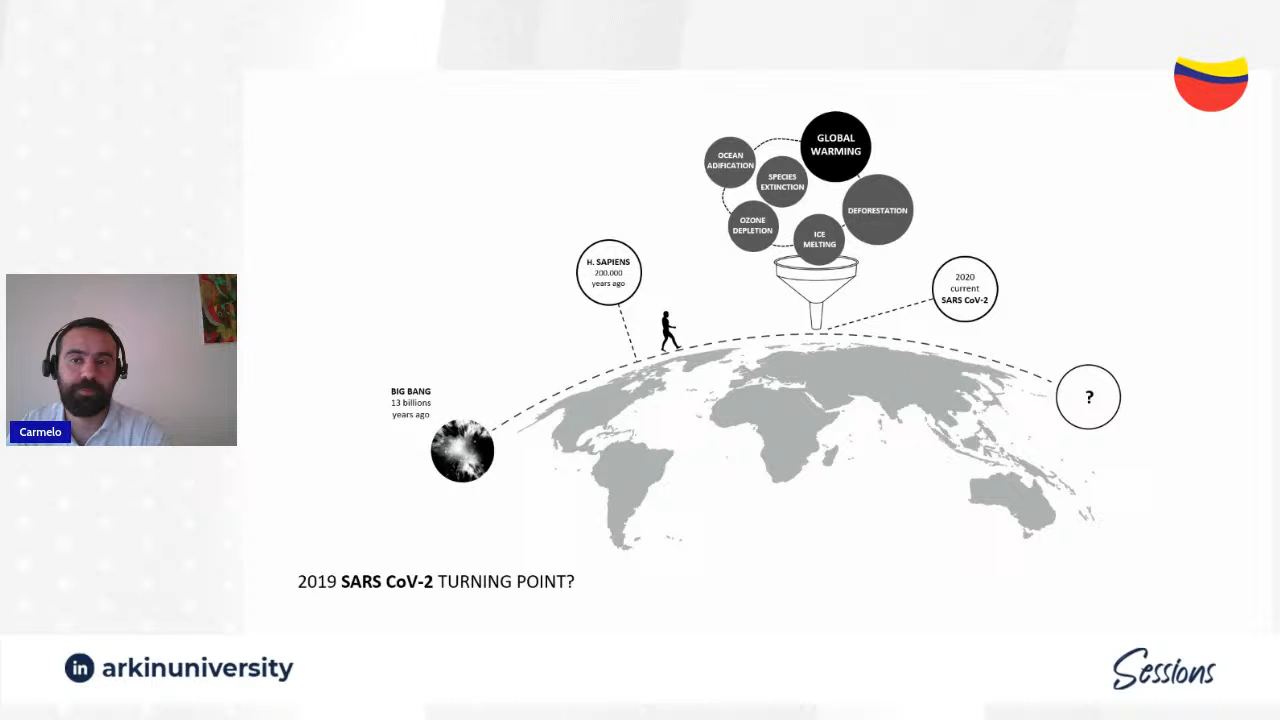 GLOBAL
WARMING
OCEAN
ADIFICATION
SPECIES
EXTINCTION
DEFORESTATION
OZONE
DEPLETION
ICE
MELTING
H. SAPIENS
200.000
years ago
2020
current
SARS CoV-2
BIG BANG
13 billions
years ago
?
Carmelo
2019 SARS CoV-2 TURNING POINT?
in arkinuniversity
Sessions